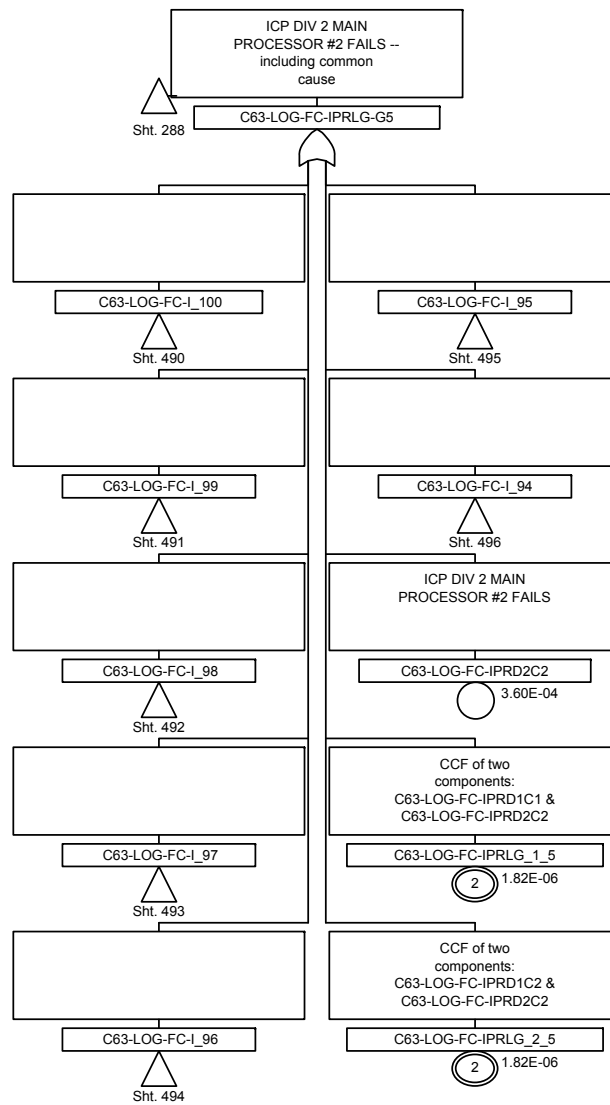 ICP DIV 2 MAIN
PROCESSOR #2 FAILS --
including common
cause
Sht. 288
C63-LOG-FC-IPRLG-G5
C63-LOG-FC-I_100
Sht. 490
C63-LOG-FC-I_95
Sht. 495
C63-LOG-FC-I_99
Sht. 491
C63-LOG-FC-I_94
Sht. 496
C63-LOG-FC-I_98
Sht. 492
ICP DIV 2 MAIN
PROCESSOR #2 FAILS
C63-LOG-FC-IPRD2C2
3.60E-04
C63-LOG-FC-I_97
Sht. 493
CCF of two
components:
C63-LOG-FC-IPRD1C1 &
C63-LOG-FC-IPRD2C2
C63-LOG-FC-IPRLG_1_5
2
1.82E-06
C63-LOG-FC-I_96
Sht. 494
CCF of two
components:
C63-LOG-FC-IPRD1C2 &
C63-LOG-FC-IPRD2C2
C63-LOG-FC-IPRLG_2_5
2
1.82E-06